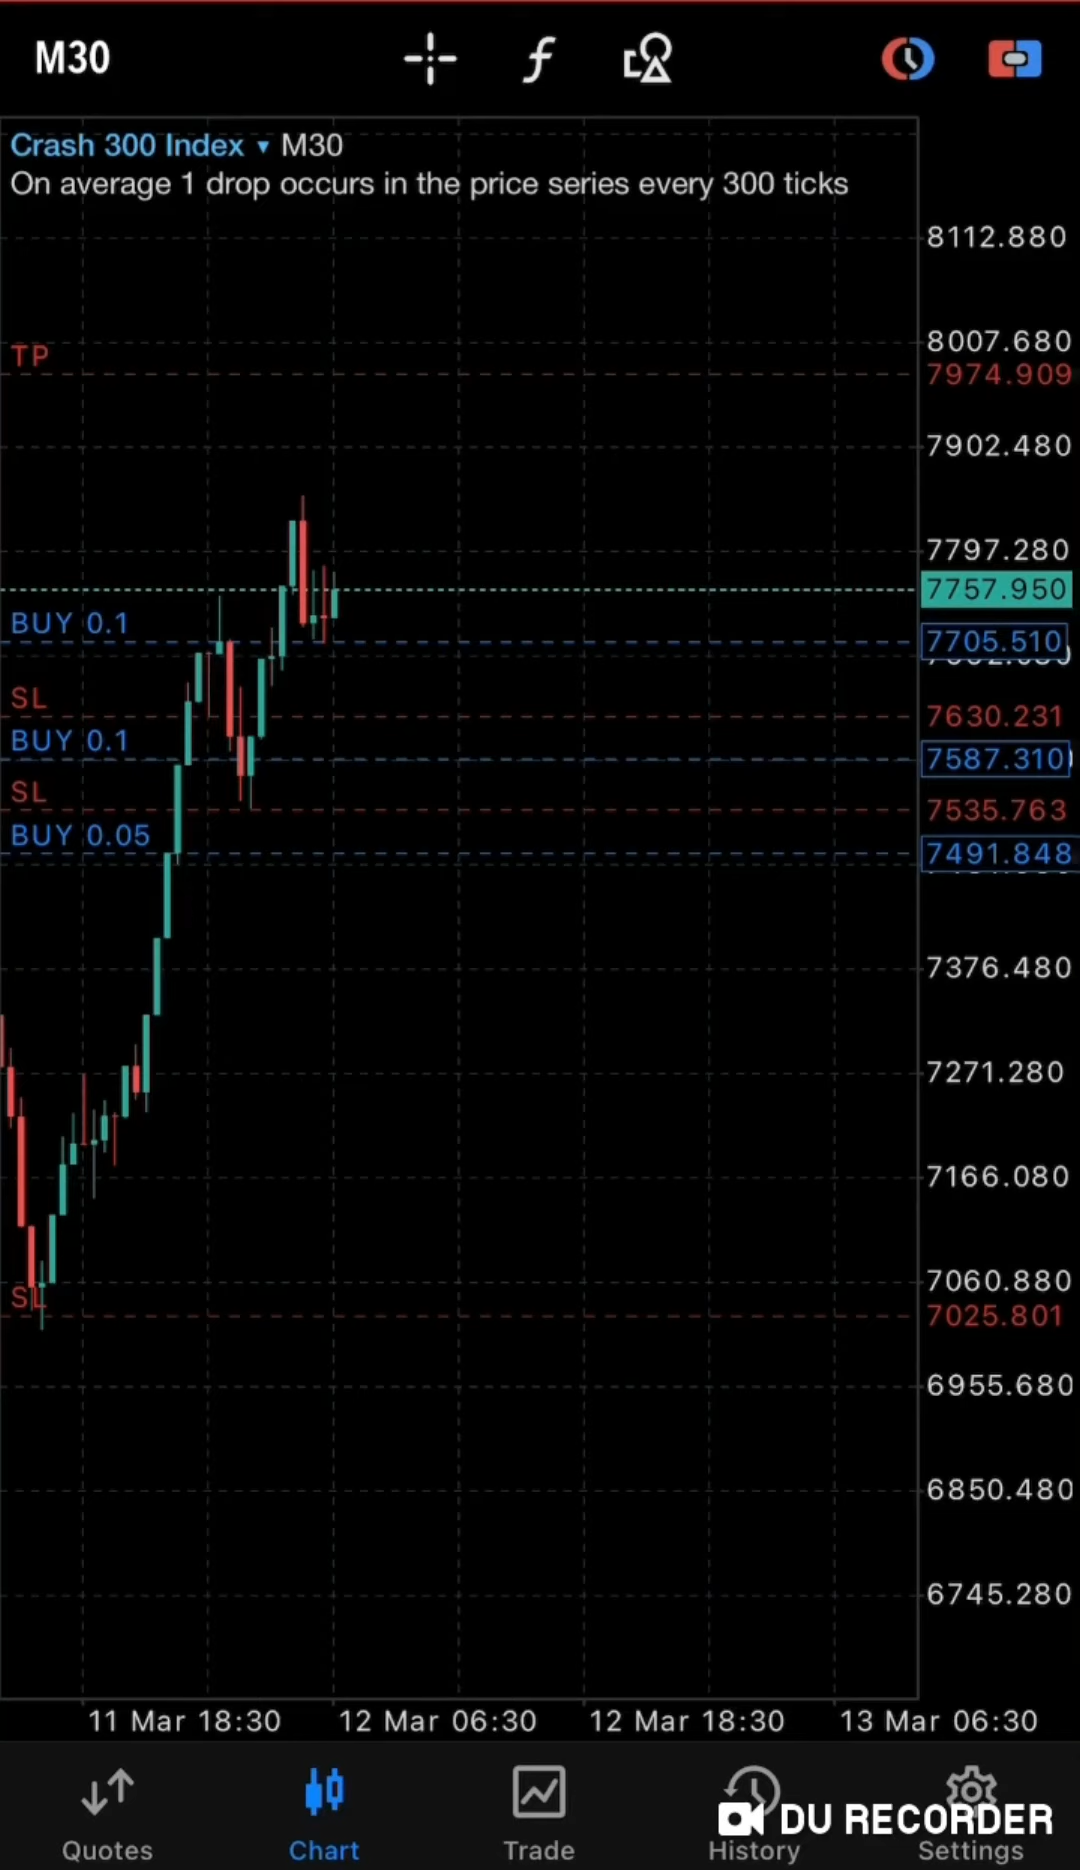 M30
Crash 300 Index ▾ M30
On average 1 drop occurs in the price series every 300 ticks
8112.880
8007.680
TP
7974.909
7902.480
7797.280
7757.950
BUY 0.1
7705.510
SL
7630.231
BUY 0.1
7587.310
SL
7535.763
BUY 0.05
7491.848
7376.480
7271.280
7166.080
7060.880
SL
7025.801
6955.680
6850.480
6745.280
11 Mar 18:30 12 Mar 06:30 12 Mar 18:30 13 Mar 06:30
DU RECORDER
Quotes Chart Trade History Settings